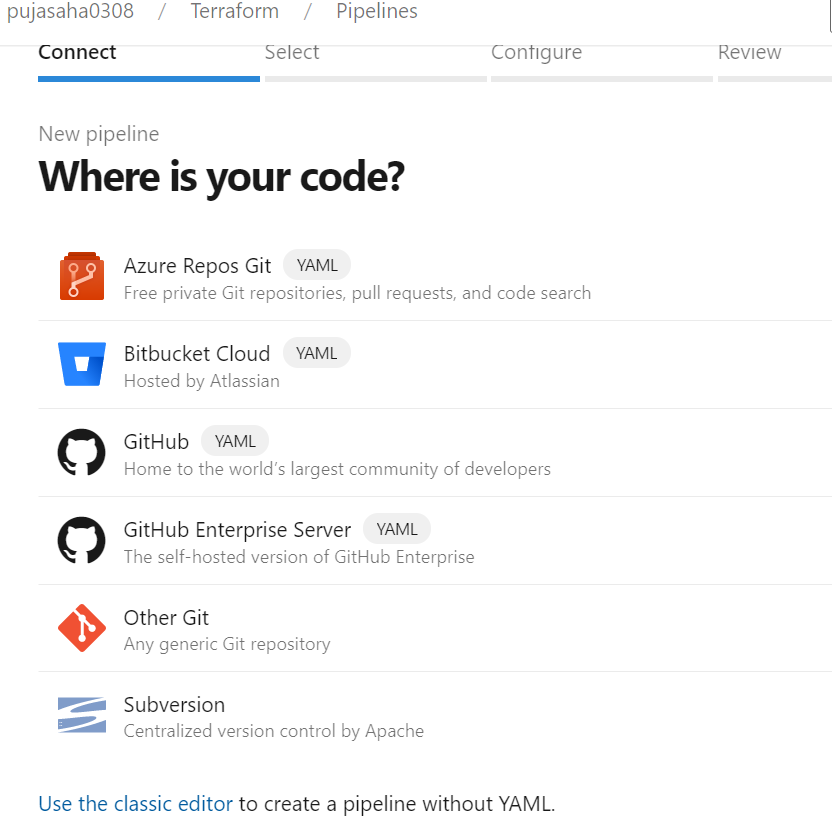 pujasaha0308 / Terraform / Pipelines
Connect Select Configure Review
New pipeline
Where is your code?
Azure Repos Git YAML
Free private Git repositories, pull requests, and code search
Bitbucket Cloud YAML
Hosted by Atlassian
GitHub YAML
Home to the world's largest community of developers
GitHub Enterprise Server YAML
The self-hosted version of GitHub Enterprise
Other Git
Any generic Git repository
Subversion
Centralized version control by Apache
Use the classic editor to create a pipeline without YAML.